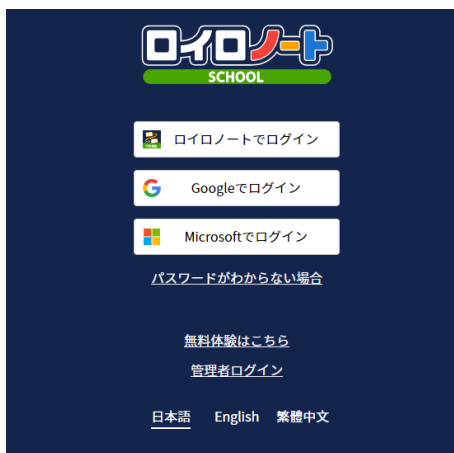 ロイロノート
SCHOOL
ロイロノートでログイン
Googleでログイン
Microsoftでログイン
パスワードがわからない場合
無料体験はこちら
管理者ログイン
日本語 English 繁體中文